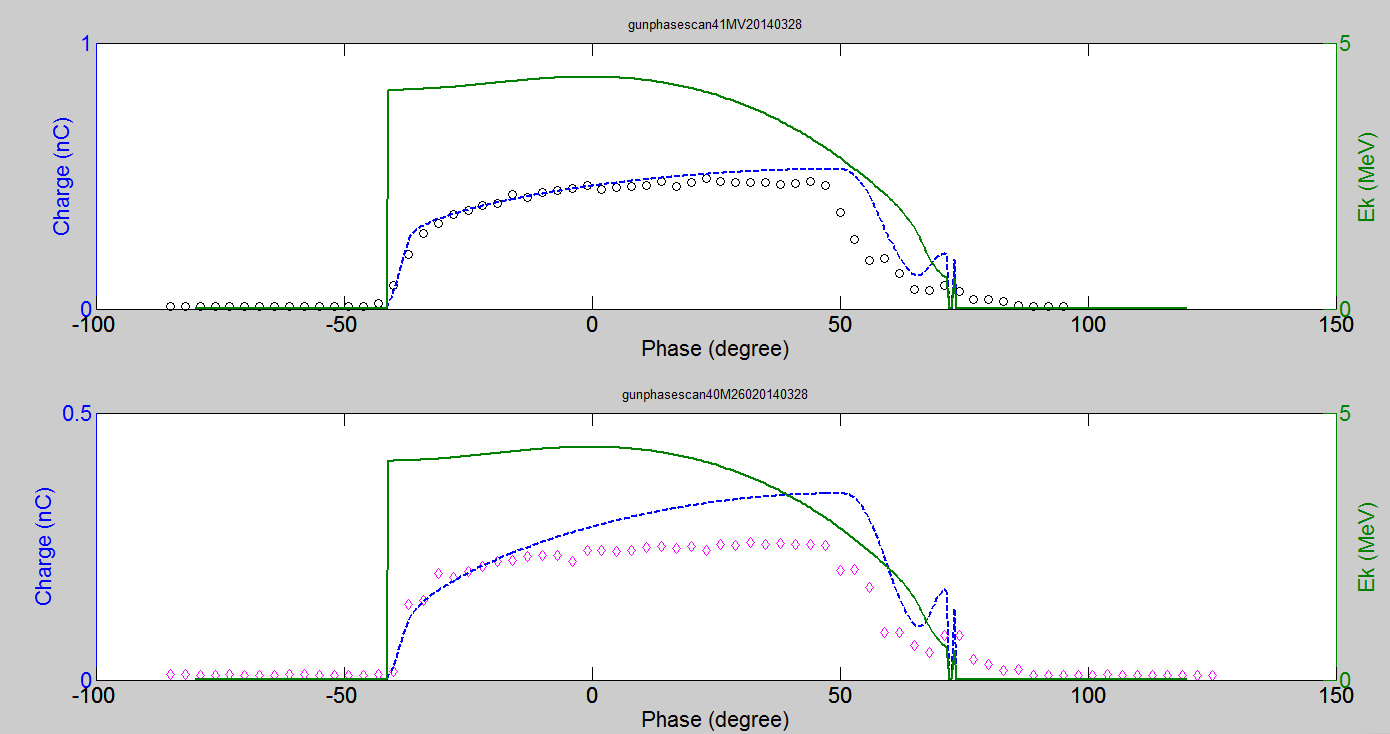 gunphasescan41MV20140328
1
5
Charge (nC)
Ek (MeV)
0
0
-100
-50
0
50
100
150
Phase (degree)
gunphasescan40M26020140328
0.5
5
Charge (nC)
Ek (MeV)
0
0
-100
-50
0
50
100
150
Phase (degree)